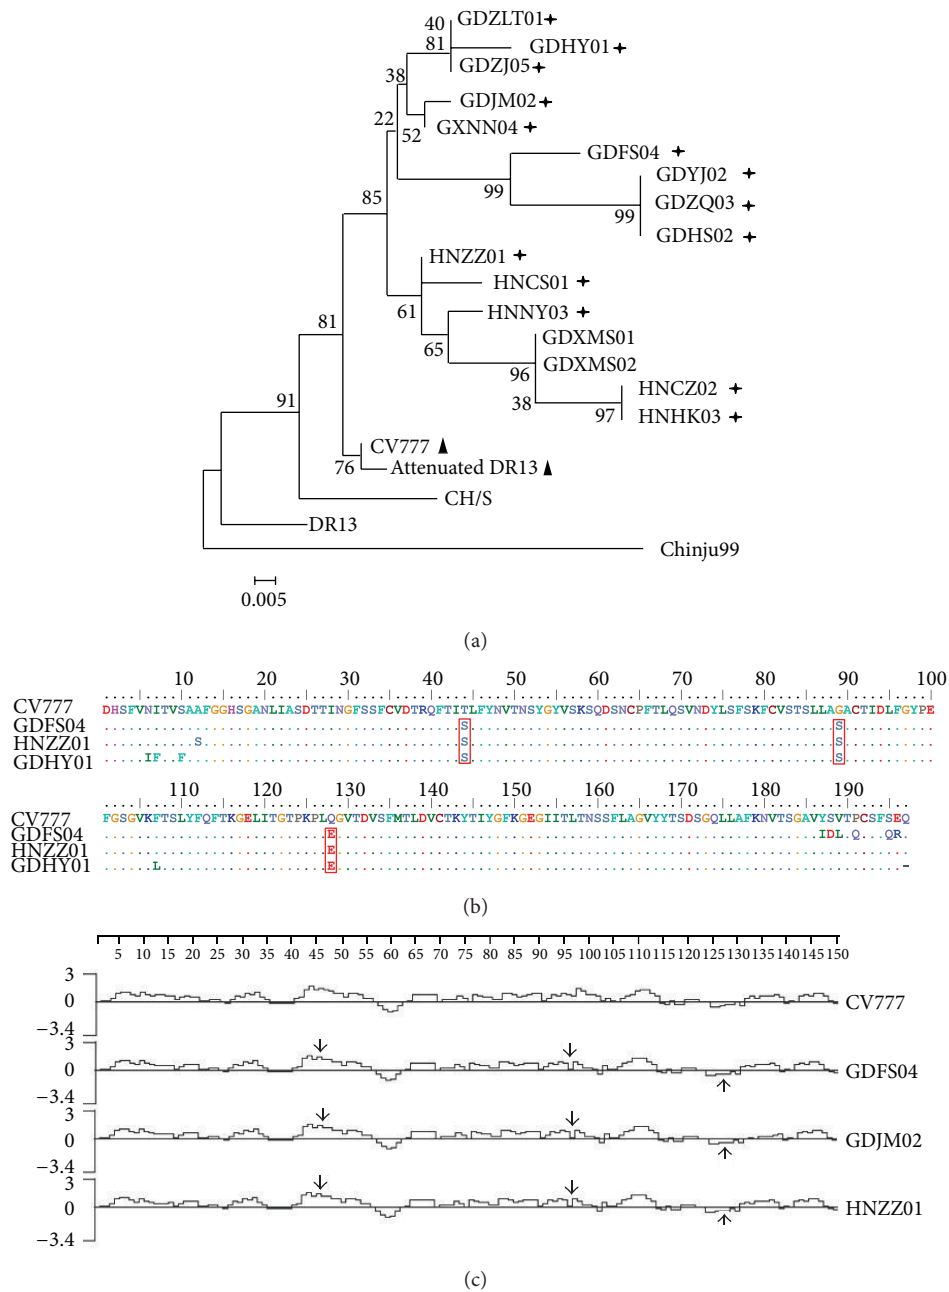 GDZLT01
40
81
GDHY01
GDZJ05
38
GDJM02
22
52
GXNN04
GDFS04
GDYJ02
99
GDZQ03
85
99
GDHS02
HNZZ01
HNCS01
61
HNNY03
81
65
GDXMS01
GDXMS02
96
HNCZ02
38
91
97
HNHK03
CV777
76
Attenuated DR13
CH/S
DR13
Chinju99
0.005
(a)
10 20 30 40 50 60 70 80 90 100
CV777 DHSFVNITVSAAFGGHSGANLIASDTTINGFSSFCVDTRQFTITLFYNVTNSYGYVSKSQDSNCPFTLQSVNDYLSFSKFCVSTSLLAGACTIDLFGYPE
GDFS04 ...........................................S............................................S...........
HNZZ01 ...........S...............................S............................................S...........
GDHY01 .....IF..F.................................S............................................S...........
110 120 130 140 150 160 170 180 190
CV777 FGSGVKFTSLYFQFTKGELITGTPKPLQGVTDVSFMTLDVCTKYTIYGFKGEGIITLTNSSFLAGVYYTSDSGQLLAFKNVTSGAVYSVTPCSFSEQ
GDFS04 ...........................E..........................................................IDL.Q...QR.
HNZZ01 ...........................E.....................................................................
GDHY01 ......L....................E....................................................................-
(b)
5 10 15 20 25 30 35 40 45 50 55 60 65 70 75 80 85 90 95 100 105 110 115 120 125 130 135 140 145 150
3
0
−3.4
CV777
3
0
−3.4
GDFS04
3
0
−3.4
GDJM02
3
0
−3.4
HNZZ01
(c)